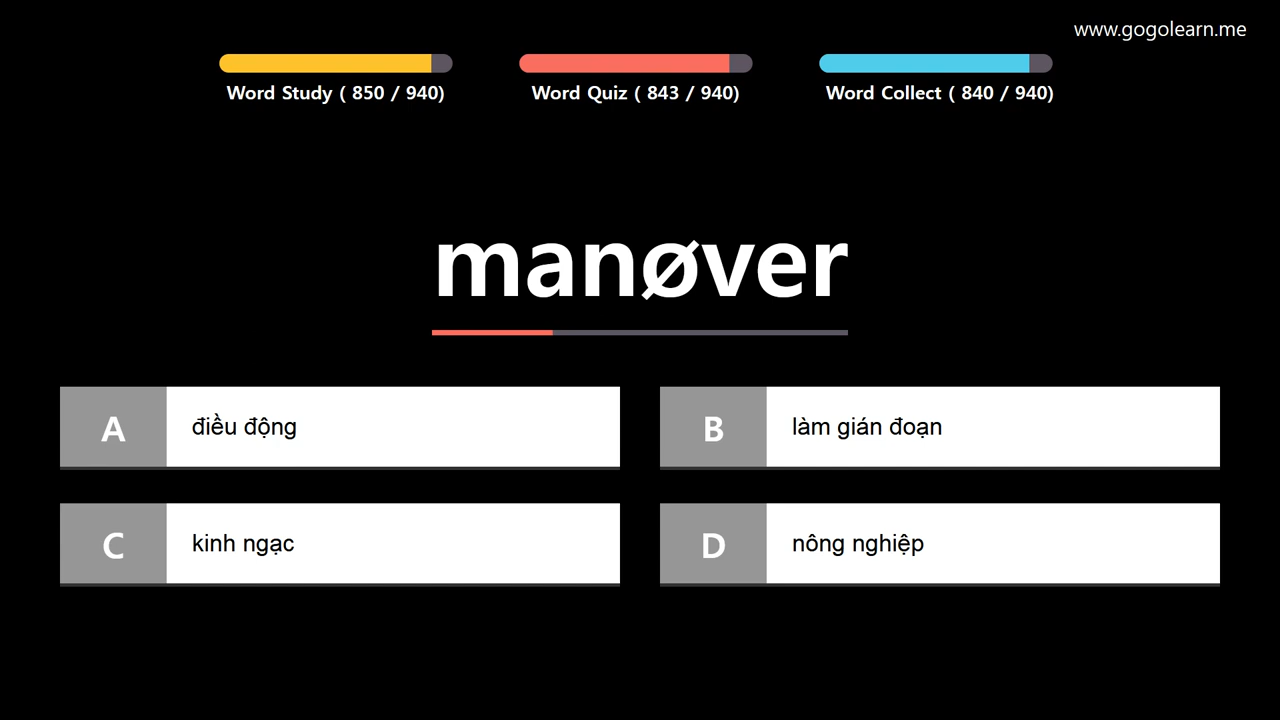 www.gogolearn.me
Word Study ( 850 / 940)
Word Quiz ( 843 / 940)
Word Collect ( 840 / 940)
manøver
A điều động
B làm gián đoạn
C kinh ngạc
D nông nghiệp